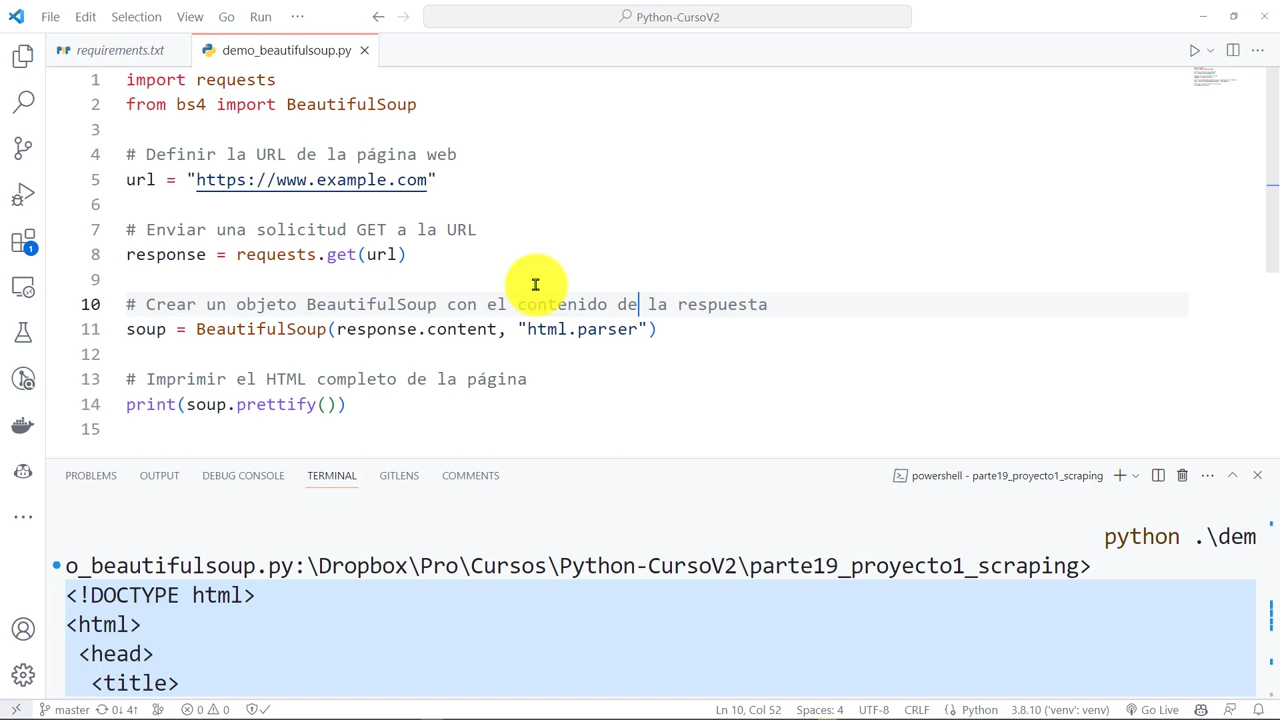 File Edit Selection View Go Run ··· Python-CursoV2
requirements.txt demo_beautifulsoup.py
1 import requests
2 from bs4 import BeautifulSoup
3
4 # Definir la URL de la página web
5 url = "https://www.example.com"
6
7 # Enviar una solicitud GET a la URL
8 response = requests.get(url)
9
10 # Crear un objeto BeautifulSoup con el contenido de la respuesta
11 soup = BeautifulSoup(response.content, "html.parser")
12
13 # Imprimir el HTML completo de la página
14 print(soup.prettify())
15
1
PROBLEMS OUTPUT DEBUG CONSOLE TERMINAL GITLENS COMMENTS powershell - parte19_proyecto1_scraping
python .\dem
o_beautifulsoup.py:\Dropbox\Pro\Cursos\Python-CursoV2\parte19_proyecto1_scraping>
<!DOCTYPE html>
<html>
<head>
<title>
master 0↓ 4↑ 0 0 Ln 10, Col 52 Spaces: 4 UTF-8 CRLF Python 3.8.10 ('venv': venv) Go Live